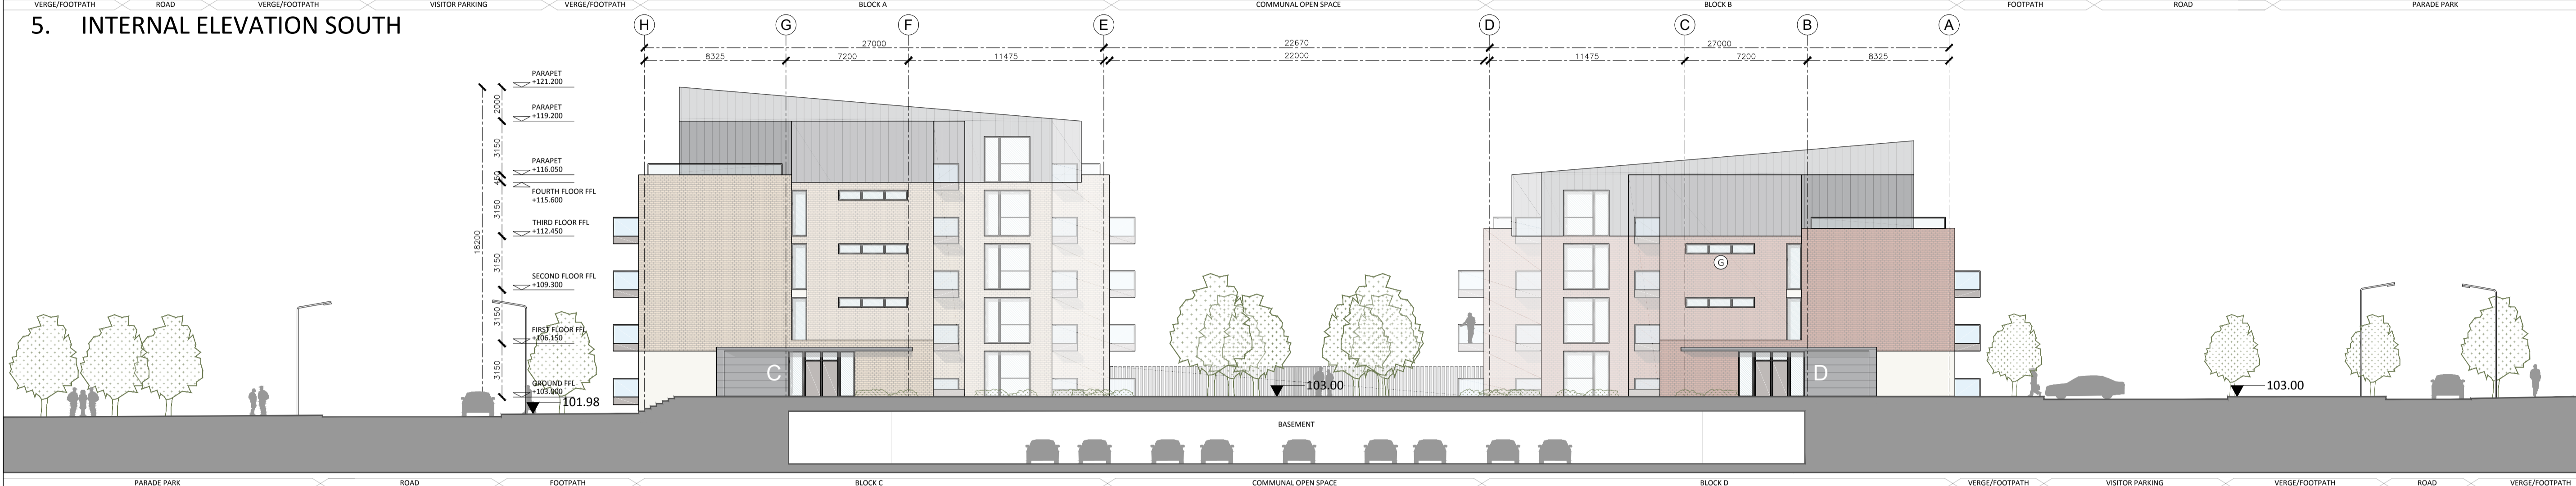 VERGE/FOOTPATH ROAD VERGE/FOOTPATH VISITOR PARKING VERGE/FOOTPATH BLOCK A COMMUNAL OPEN SPACE BLOCK B FOOTPATH ROAD PARADE PARK
5. INTERNAL ELEVATION SOUTH
H G F E D C B A
27000 22670 27000
8325 7200 11475 22000 11475 7200 8325
PARAPET
+121.200
2000
PARAPET
+119.200
3150
PARAPET
+116.050
450
FOURTH FLOOR FFL
+115.600
3150
THIRD FLOOR FFL
+112.450
18200
3150
SECOND FLOOR FFL
+109.300
3150
FIRST FLOOR FFL
+106.150
3150
GROUND FFL
+103.000
101.98
G
C
D
103.00
103.00
BASEMENT
PARADE PARK ROAD FOOTPATH BLOCK C COMMUNAL OPEN SPACE BLOCK D VERGE/FOOTPATH VISITOR PARKING VERGE/FOOTPATH ROAD VERGE/FOOTPATH